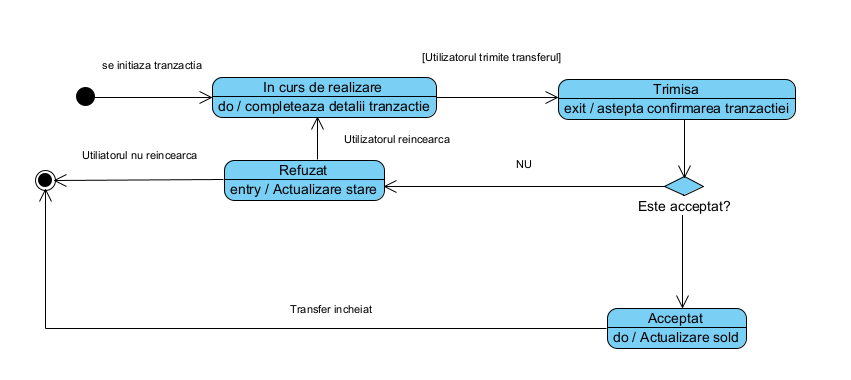 se initiaza tranzactia
[Utilizatorul trimite transferul]
In curs de realizare
do / completeaza detalii tranzactie
Trimisa
exit / astepta confirmarea tranzactiei
Utilizatorul reincearca
Utiliatorul nu reincearca
NU
Refuzat
entry / Actualizare stare
Este acceptat?
Transfer incheiat
Acceptat
do / Actualizare sold